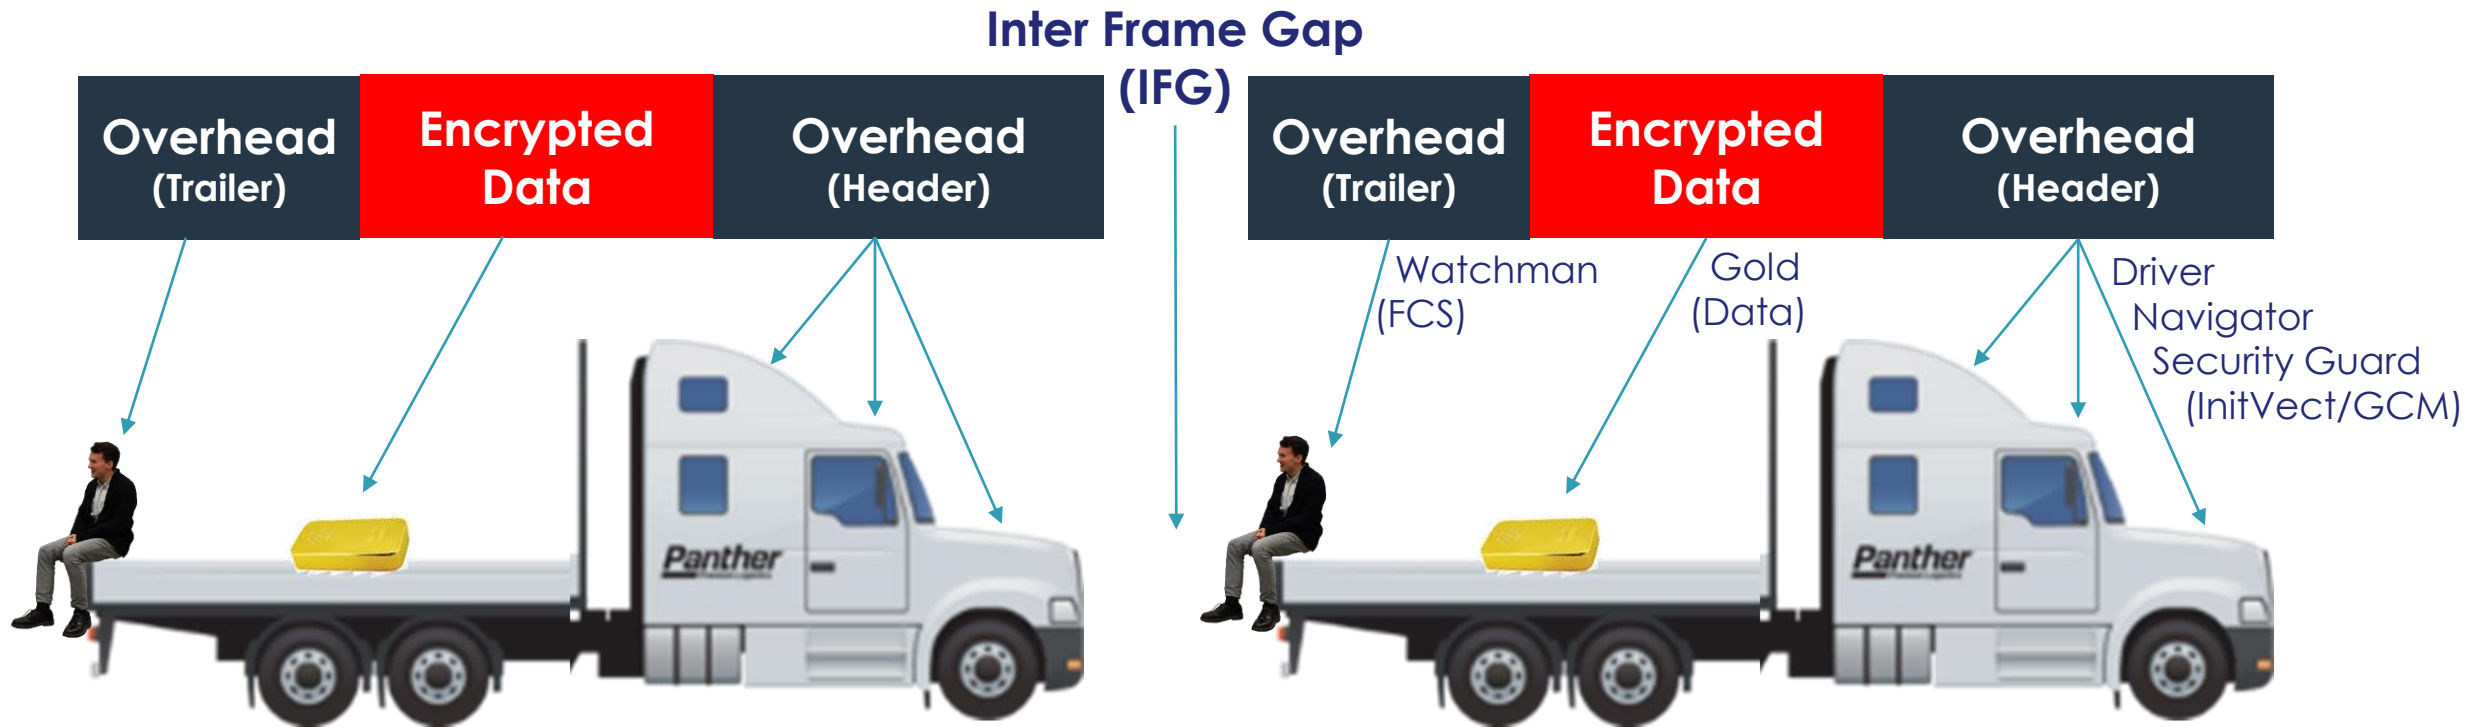 Inter Frame Gap
(IFG)
Overhead
(Trailer)
Encrypted
Data
Overhead
(Header)
Overhead
(Trailer)
Encrypted
Data
Overhead
(Header)
Watchman
(FCS)
Gold
(Data)
Driver
Navigator
Security Guard
(InitVect/GCM)
Panther
Panther